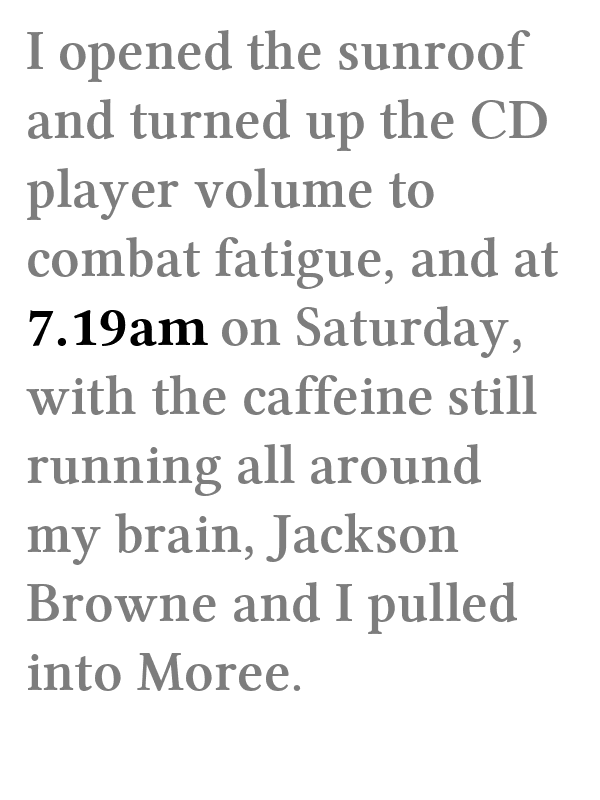 I opened the sunroof
and turned up the CD
player volume to
combat fatigue, and at
7.19am on Saturday,
with the caffeine still
running all around
my brain, Jackson
Browne and I pulled
into Moree.